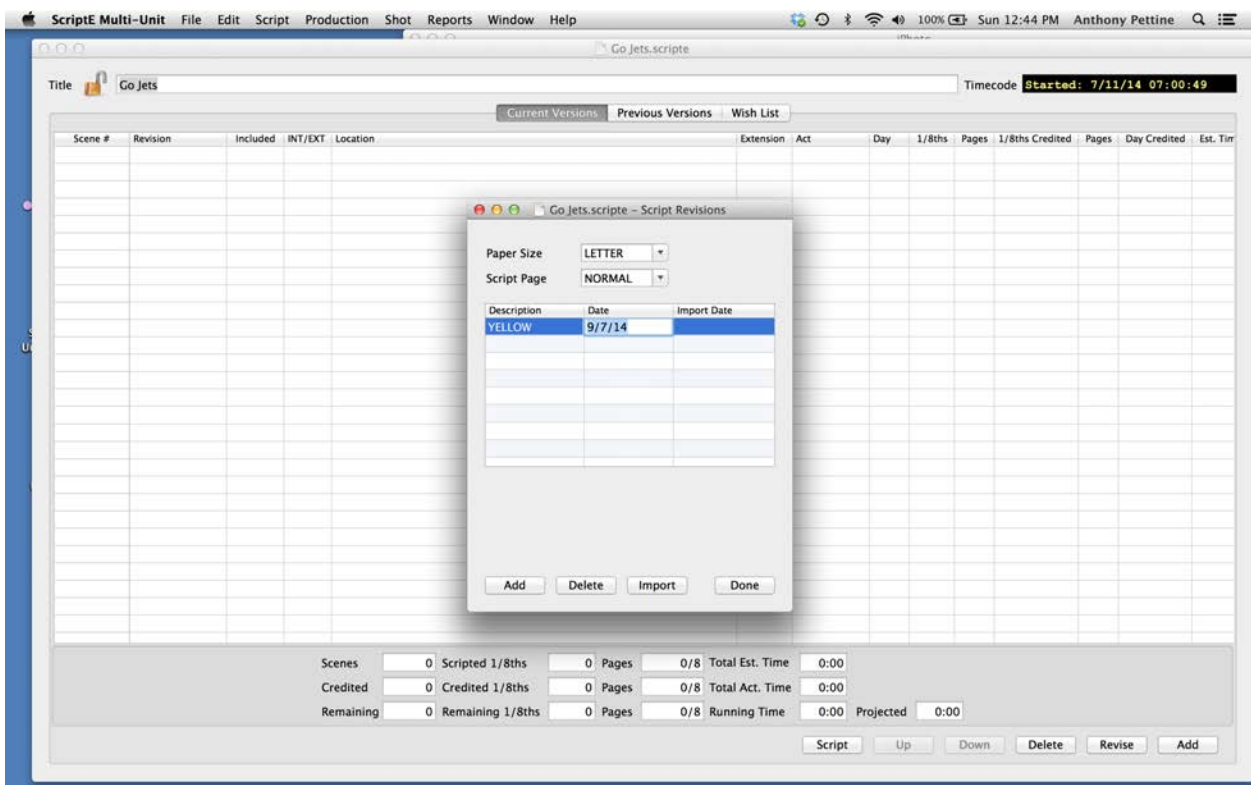 ScriptE Multi-Unit File Edit Script Production Shot Reports Window Help 100% Sun 12:44 PM Anthony Pettine
Go Jets.scripte
Title Go Jets Timecode Started: 7/11/14 07:00:49
Current Versions Previous Versions Wish List
Scene # Revision Included INT/EXT Location Extension Act Day 1/8ths Pages 1/8ths Credited Pages Day Credited Est. Tim
Go Jets.scripte - Script Revisions
Paper Size LETTER
Script Page NORMAL
Description Date Import Date
YELLOW 9/7/14
Add Delete Import Done
Scenes 0 Scripted 1/8ths 0 Pages 0/8 Total Est. Time 0:00
Credited 0 Credited 1/8ths 0 Pages 0/8 Total Act. Time 0:00
Remaining 0 Remaining 1/8ths 0 Pages 0/8 Running Time 0:00 Projected 0:00
Script Up Down Delete Revise Add